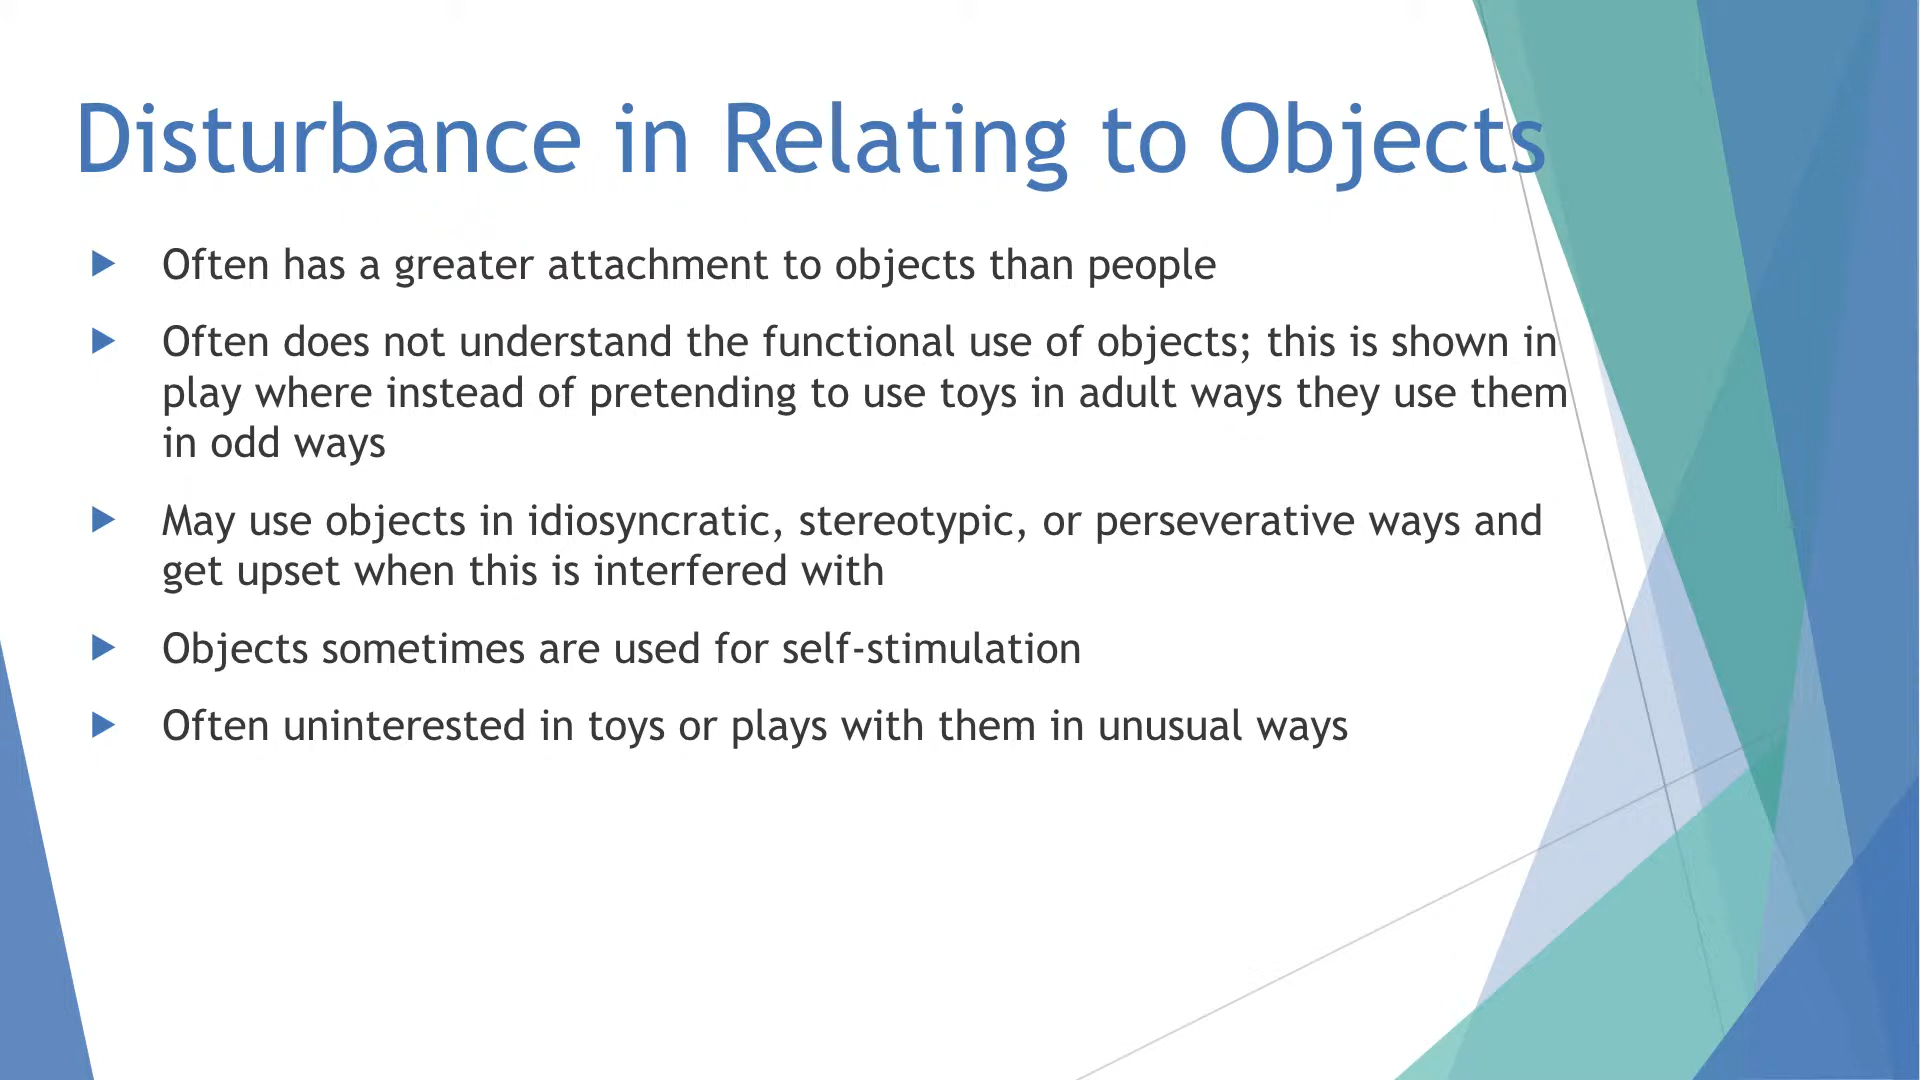 Disturbance in Relating to Objects
Often has a greater attachment to objects than people
Often does not understand the functional use of objects; this is shown in
play where instead of pretending to use toys in adult ways they use them
in odd ways
May use objects in idiosyncratic, stereotypic, or perseverative ways and
get upset when this is interfered with
Objects sometimes are used for self-stimulation
Often uninterested in toys or plays with them in unusual ways